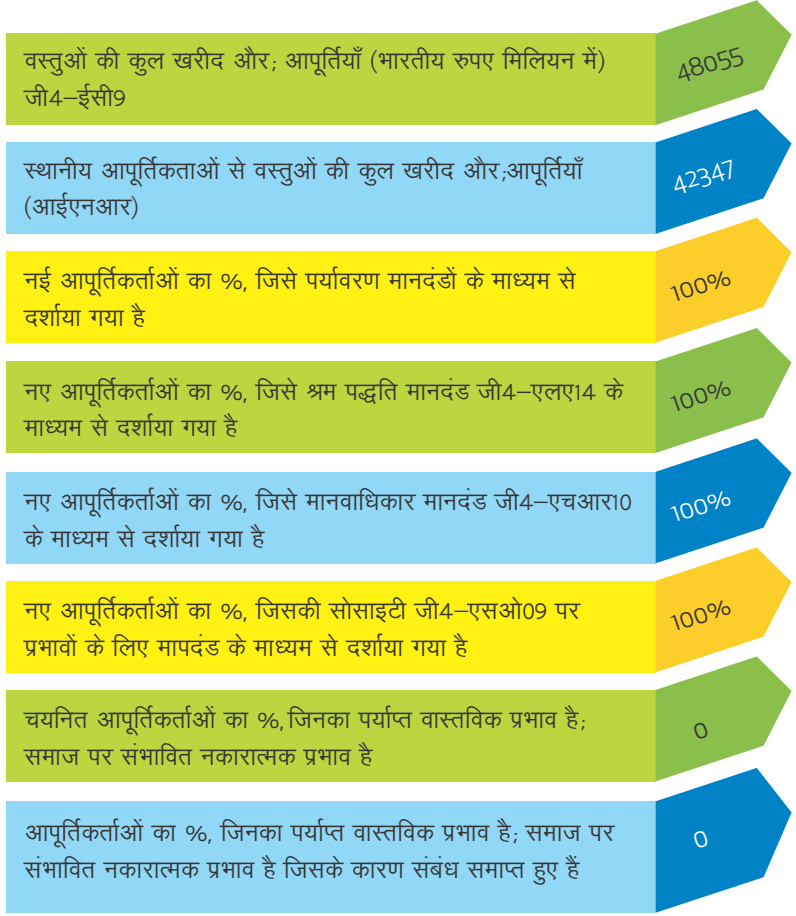 वस्तुओं की कुल खरीद और; आपूर्तियाँ (भारतीय रुपए मिलियन में)
जी4–ईसी9
48055
स्थानीय आपूर्तिकताओं से वस्तुओं की कुल खरीद और;आपूर्तियाँ
(आईएनआर)
42347
नई आपूर्तिकर्ताओं का %, जिसे पर्यावरण मानदंडों के माध्यम से
दर्शाया गया है
100%
नए आपूर्तिकर्ताओं का %, जिसे श्रम पद्धति मानदंड जी4–एलए14 के
माध्यम से दर्शाया गया है
100%
नए आपूर्तिकर्ताओं का %, जिसे मानवाधिकार मानदंड जी4–एचआर10
के माध्यम से दर्शाया गया है
100%
नए आपूर्तिकर्ताओं का %, जिसकी सोसाइटी जी4–एसओ09 पर
प्रभावों के लिए मापदंड के माध्यम से दर्शाया गया है
100%
चयनित आपूर्तिकर्ताओं का %, जिनका पर्याप्त वास्तविक प्रभाव है;
समाज पर संभावित नकारात्मक प्रभाव है
0
आपूर्तिकर्ताओं का %, जिनका पर्याप्त वास्तविक प्रभाव है; समाज पर
संभावित नकारात्मक प्रभाव है जिसके कारण संबंध समाप्त हुए हैं
0